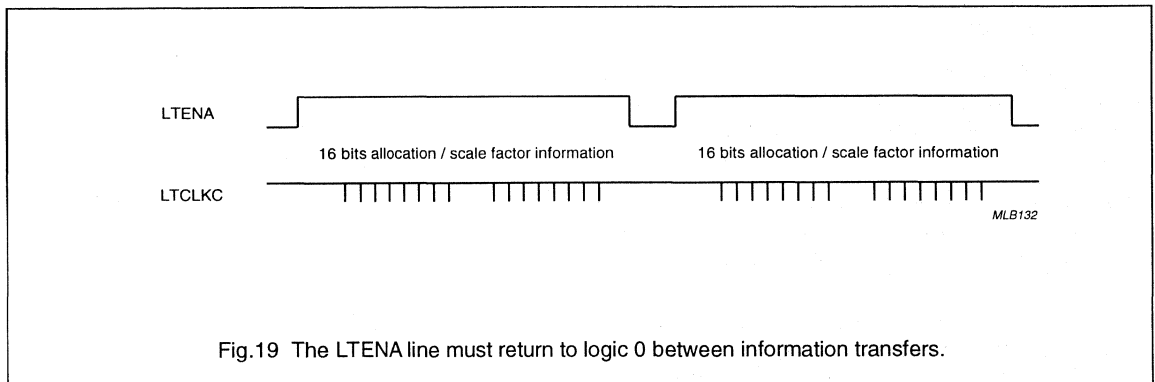 LTENA
16 bits allocation / scale factor information 16 bits allocation / scale factor information
LTCLKC
MLB132
Fig.19 The LTENA line must return to logic 0 between information transfers.